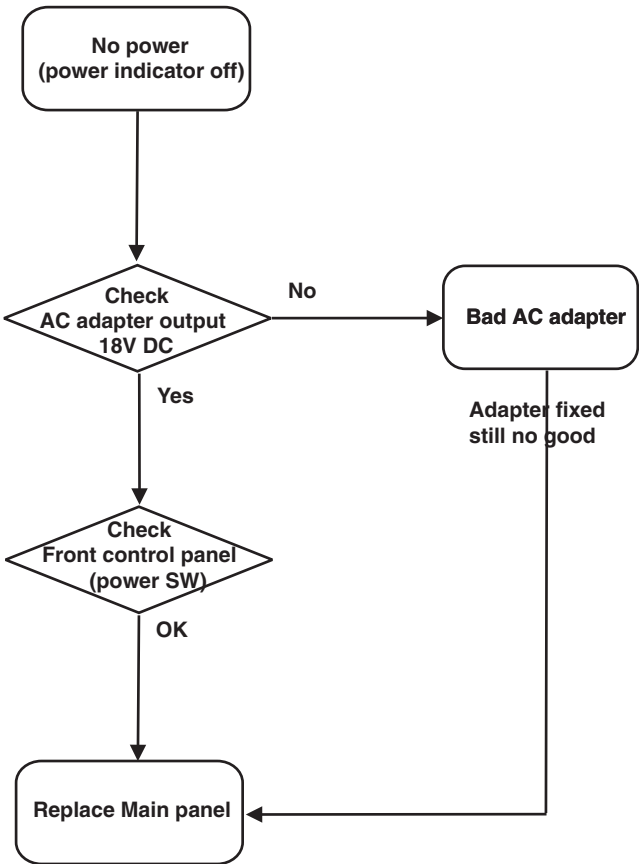 No power
(power indicator off)
Check
AC adapter output
18V DC
No
Bad AC adapter
Yes
Adapter fixed
still no good
Check
Front control panel
(power SW)
OK
Replace Main panel